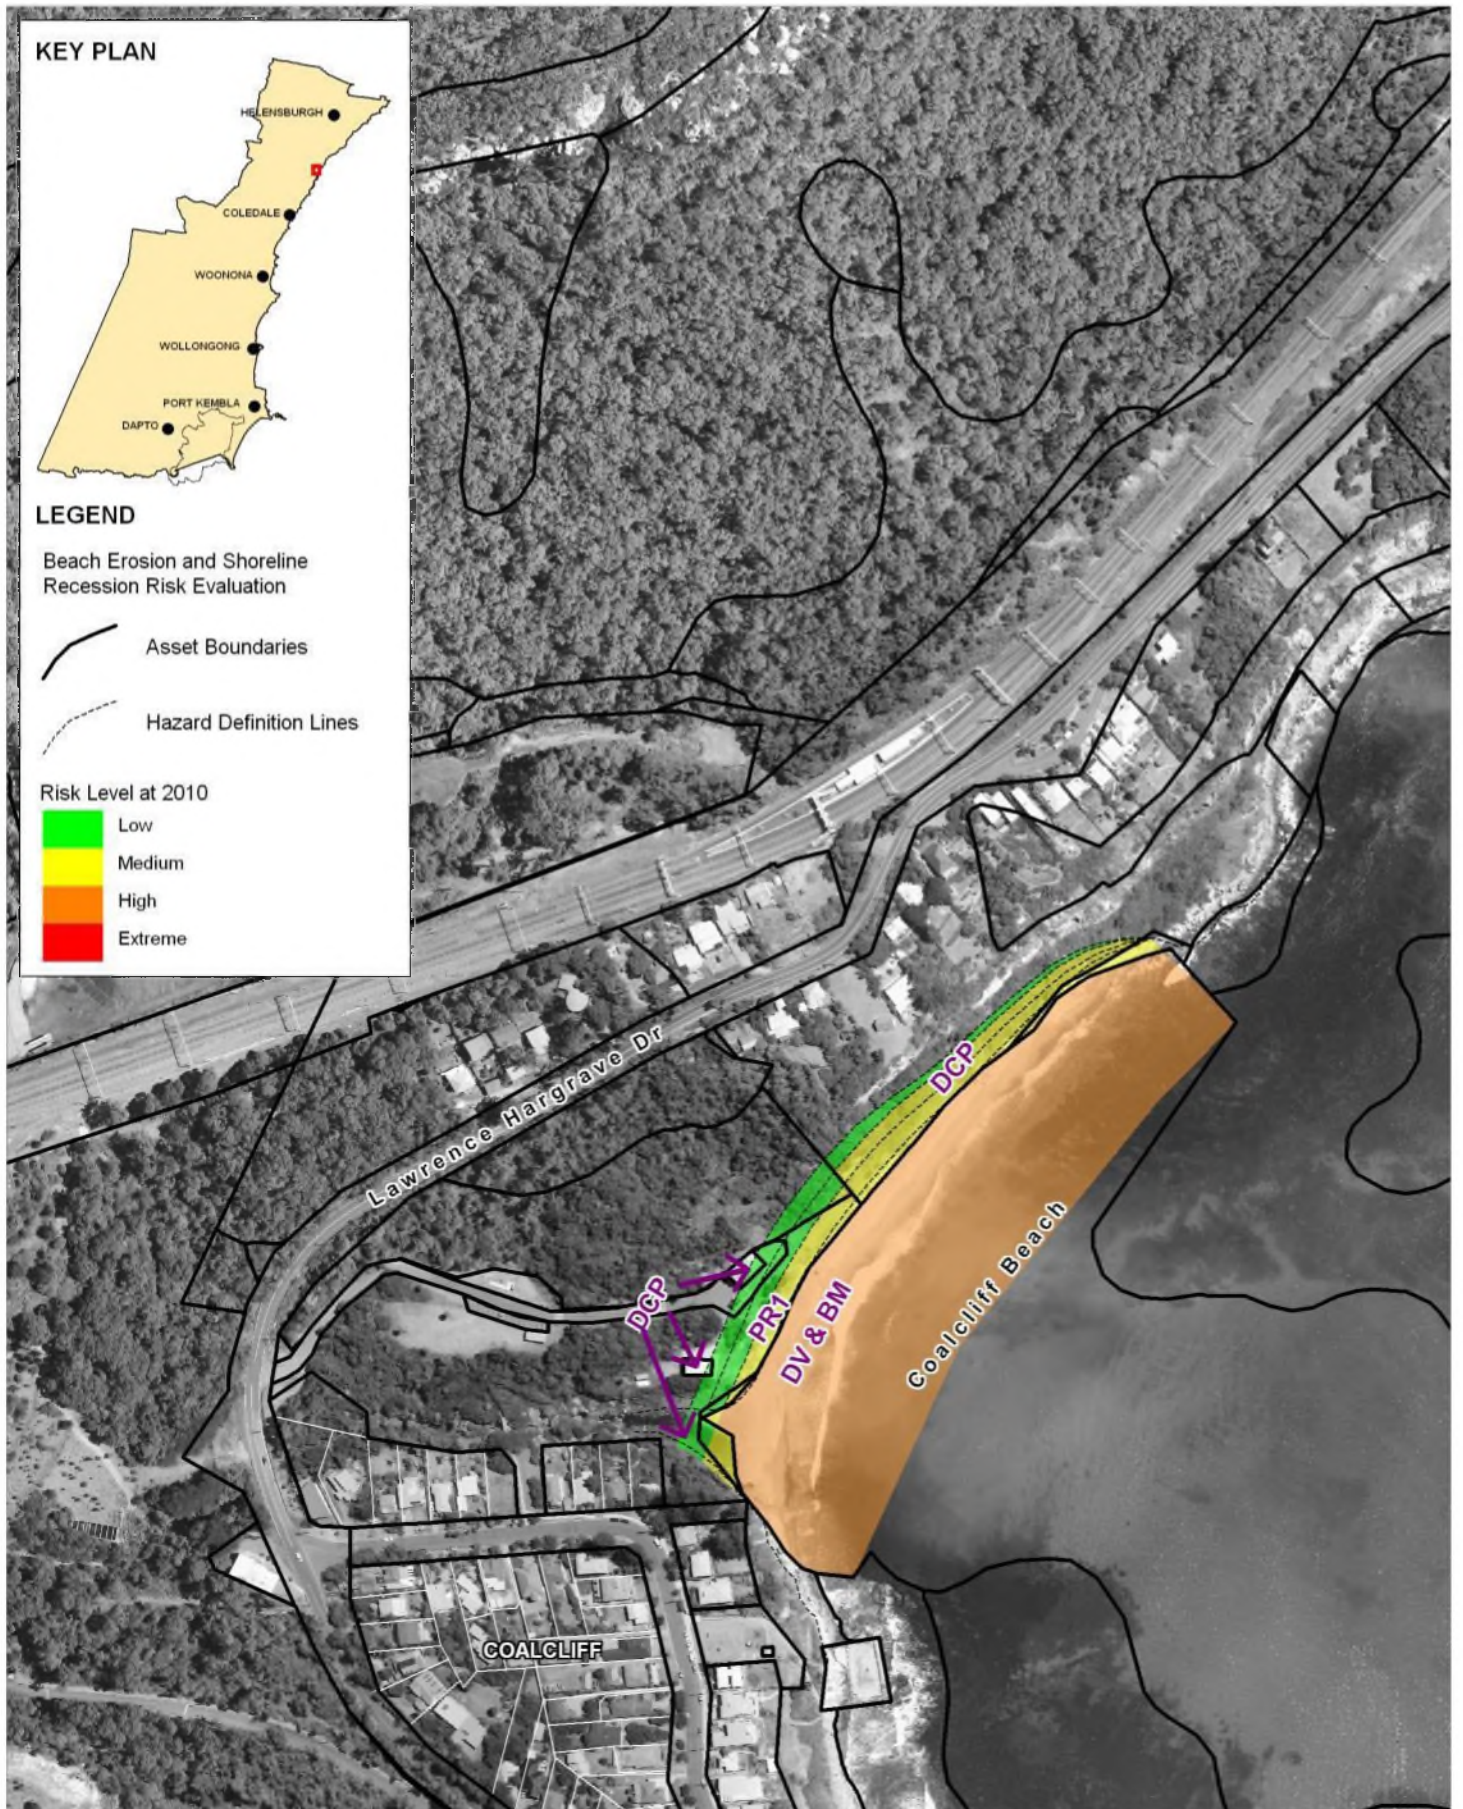 KEY PLAN
HELENSBURGH
COLEDALE
WOONONA
WOLLONGONG
PORT KEMBLA
DAPTO
LEGEND
Beach Erosion and Shoreline
Recession Risk Evaluation
Asset Boundaries
Hazard Definition Lines
Risk Level at 2010
Low
Medium
High
Extreme
Lawrence Hargrave Dr
DCP
DCP
PR1
DV & BM
Coalcliff Beach
COALCLIFF